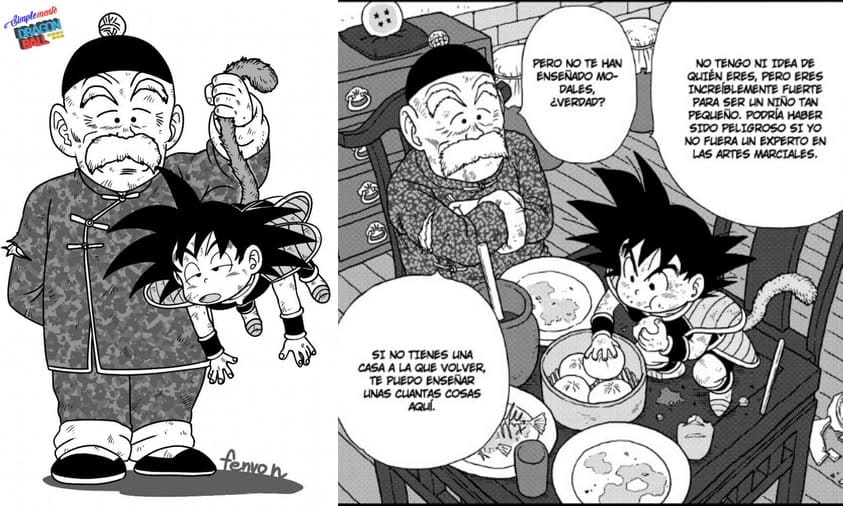 Simplemente
DRAGON
BALL
fenyon
NO TENGO NI IDEA DE
QUIÉN ERES, PERO ERES
INCREÍBLEMENTE FUERTE
PARA SER UN NIÑO TAN
PEQUEÑO. PODRÍA HABER
SIDO PELIGROSO SI YO
NO FUERA UN EXPERTO EN
LAS ARTES MARCIALES.
PERO NO TE HAN
ENSEÑADO MO-
DALES,
¿VERDAD?
SI NO TIENES UNA
CASA A LA QUE VOLVER,
TE PUEDO ENSEÑAR
UNAS CUANTAS COSAS
AQUÍ.